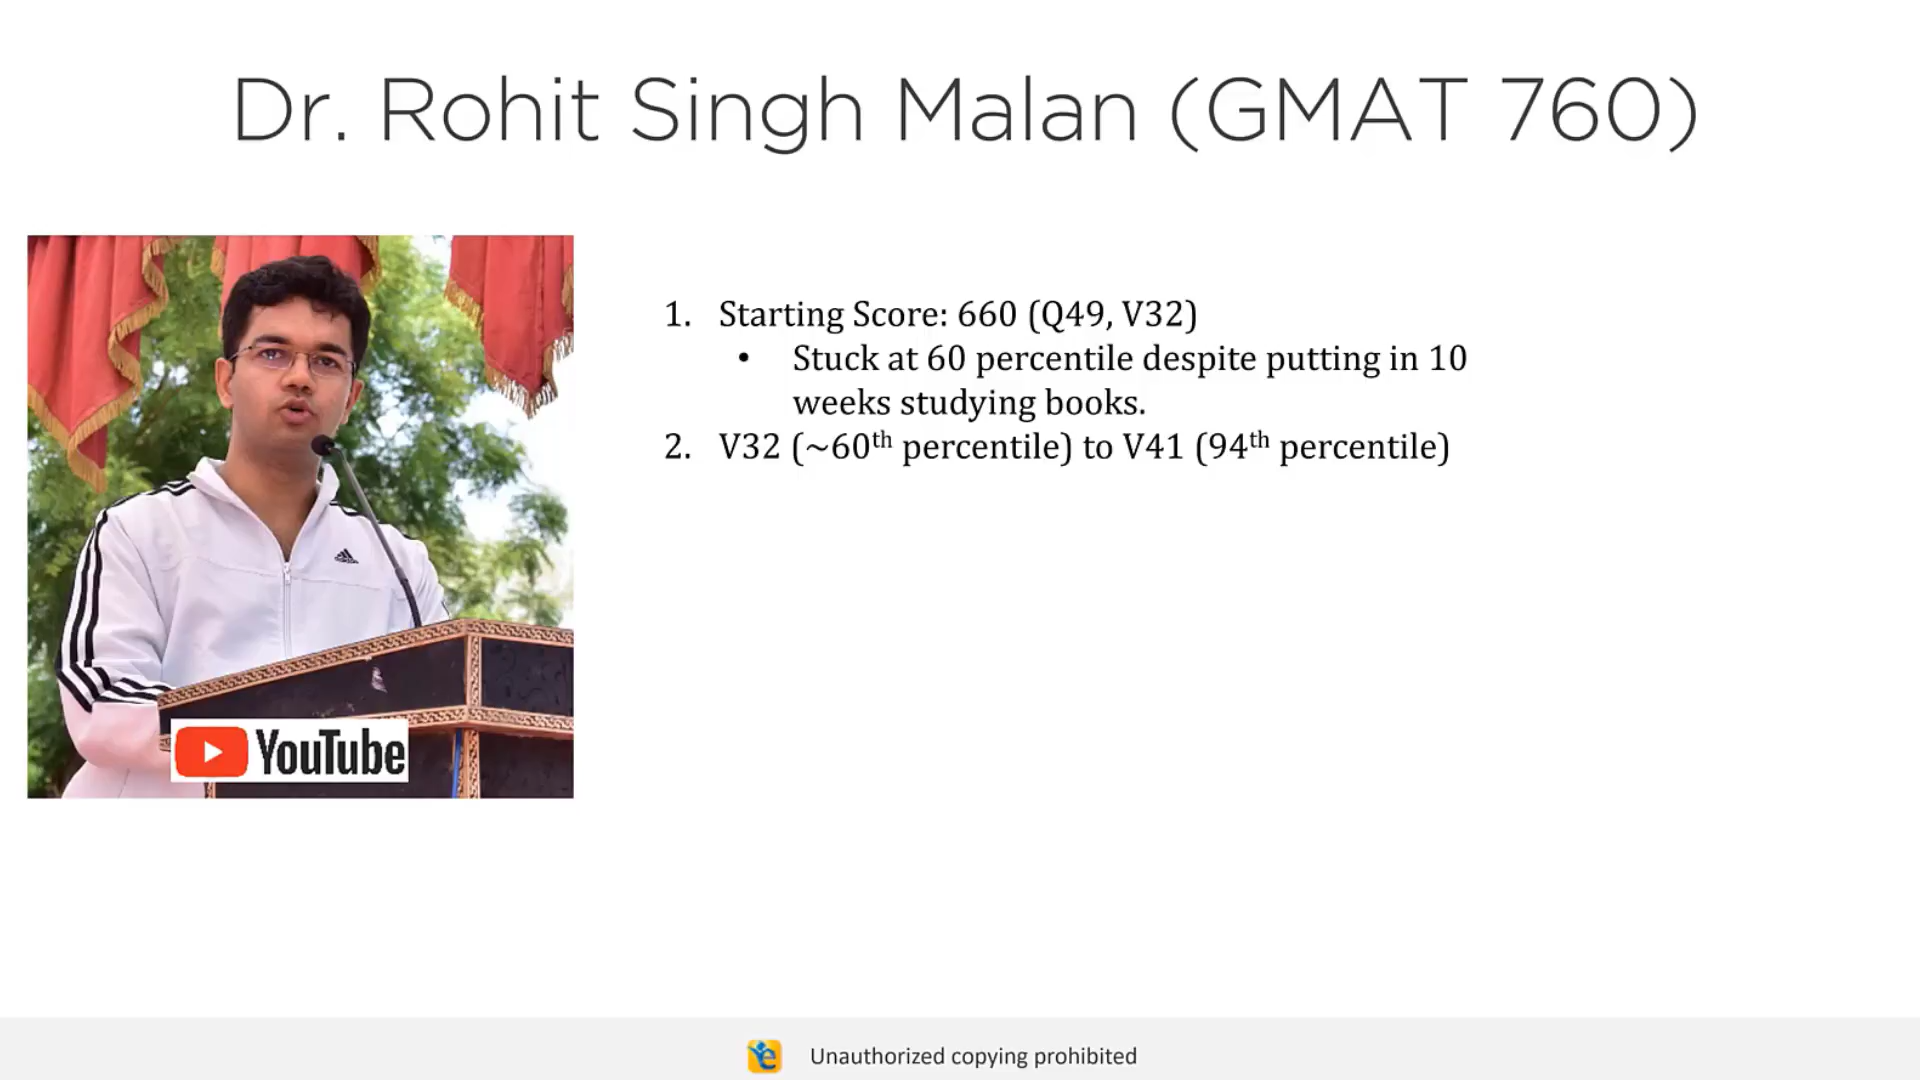 Dr. Rohit Singh Malan (GMAT 760)
1. Starting Score: 660 (Q49, V32)
• Stuck at 60 percentile despite putting in 10
weeks studying books.
2. V32 (~60th percentile) to V41 (94th percentile)
adidas
YouTube
e
Unauthorized copying prohibited